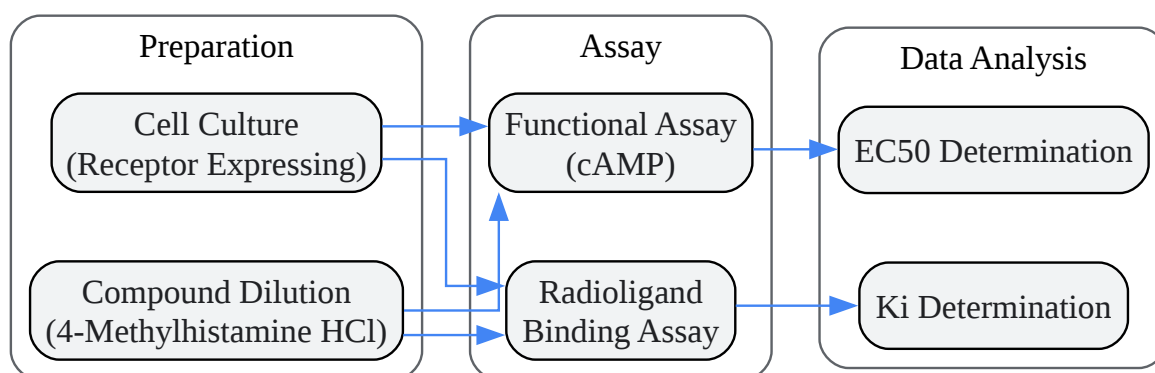 Preparation
Cell Culture
(Receptor Expressing)
Compound Dilution
(4-Methylhistamine HCl)
Assay
Functional Assay
(cAMP)
Radioligand
Binding Assay
Data Analysis
EC50 Determination
Ki Determination